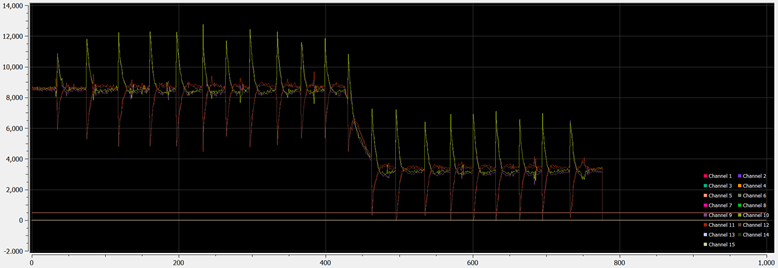 14,000
12,000
10,000
8,000
6,000
4,000
2,000
0
-2,000
0 200 400 600 800 1,000
Channel 1 Channel 2
Channel 3 Channel 4
Channel 5 Channel 6
Channel 7 Channel 8
Channel 9 Channel 10
Channel 11 Channel 12
Channel 13 Channel 14
Channel 15